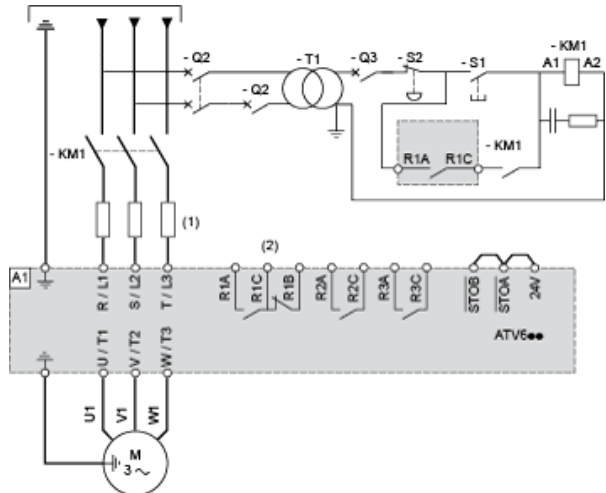 - Q2
- T1
- Q3
- S2
- S1
- KM1
A1 A2
- Q2
- KM1
R1A R1C
- KM1
(1)
(2)
A1
R / L1
S / L2
T / L3
R1A
R1C
R1B
R2A
R2C
R3A
R3C
STOB
STOA
24V
U / T1
V / T2
W / T3
ATV6●●
U1
V1
W1
M
3 ~